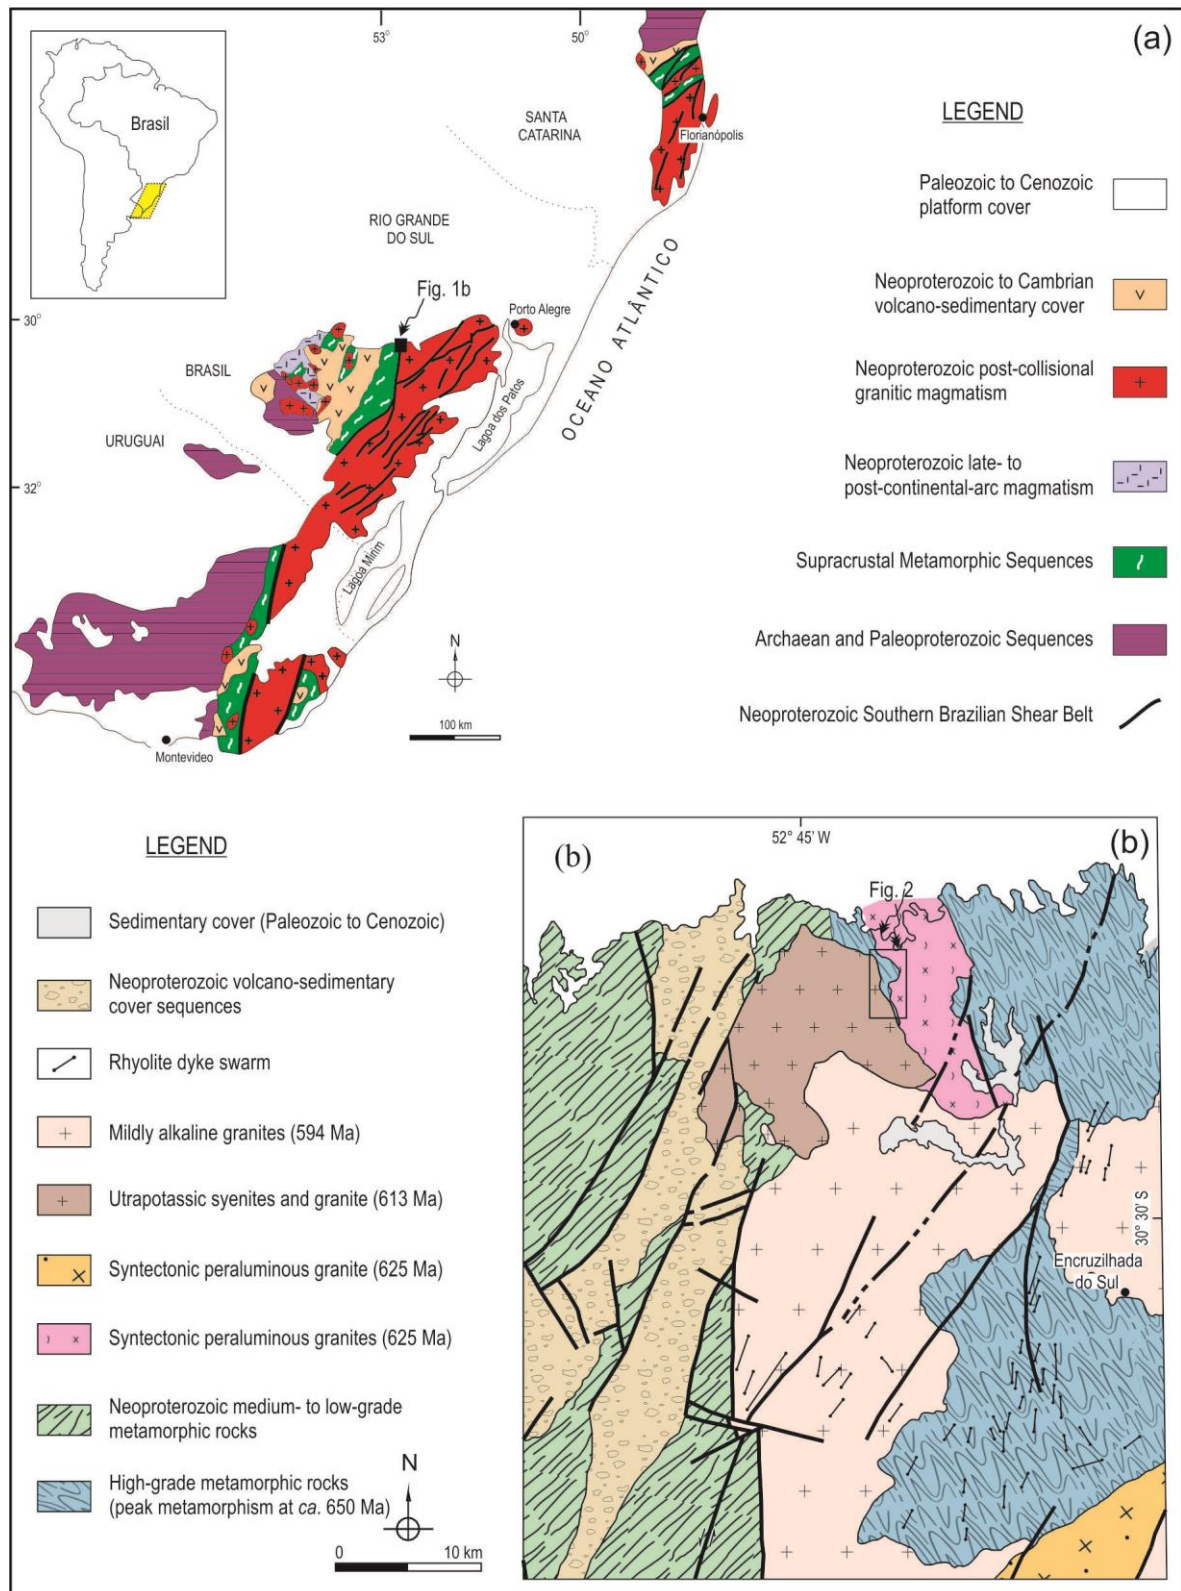 53°
50°
(a)
Brasil
SANTA
CATARINA
Florianópolis
RIO GRANDE
DO SUL
OCEANO ATLÂNTICO
Fig. 1b
30°
Porto Alegre
BRASIL
Lagoa dos Patos
URUGUAI
32°
Lagoa Mirim
N
100 km
Montevideo
LEGEND
Paleozoic to Cenozoic
platform cover
Neoproterozoic to Cambrian
volcano-sedimentary cover
Neoproterozoic post-collisional
granitic magmatism
Neoproterozoic late- to
post-continental-arc magmatism
Supracrustal Metamorphic Sequences
Archaean and Paleoproterozoic Sequences
Neoproterozoic Southern Brazilian Shear Belt
LEGEND
Sedimentary cover (Paleozoic to Cenozoic)
Neoproterozoic volcano-sedimentary
cover sequences
Rhyolite dyke swarm
Mildly alkaline granites (594 Ma)
Utrapotassic syenites and granite (613 Ma)
Syntectonic peraluminous granite (625 Ma)
Syntectonic peraluminous granites (625 Ma)
Neoproterozoic medium- to low-grade
metamorphic rocks
High-grade metamorphic rocks
(peak metamorphism at ca. 650 Ma)
N
0 10 km
52° 45' W
(b)
(b)
Fig. 2
30° 30' S
Encruzilhada
do Sul